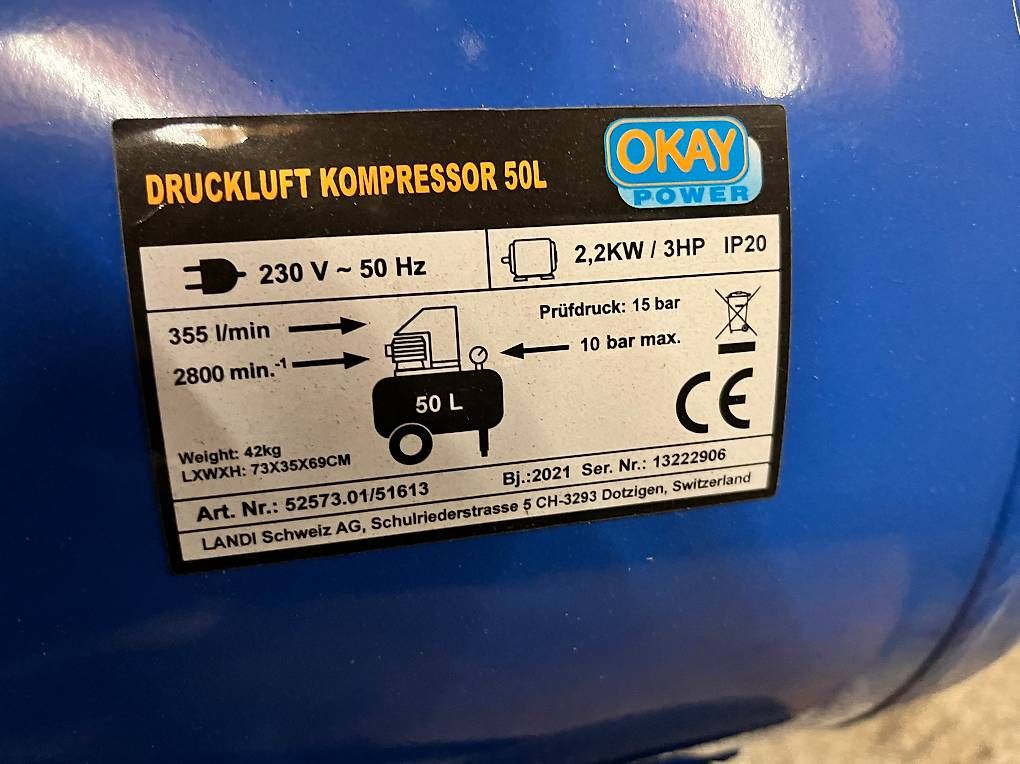 DRUCKLUFT KOMPRESSOR 50L
OKAY
POWER
230 V ~ 50 Hz
2,2KW / 3HP IP20
355 l/min
2800 min.-1
Prüfdruck: 15 bar
10 bar max.
50 L
CE
Weight: 42kg
LXWXH: 73X35X69CM
Art. Nr.: 52573.01/51613 Bj.:2021 Ser. Nr.: 13222906
LANDI Schweiz AG, Schulriederstrasse 5 CH-3293 Dotzigen, Switzerland